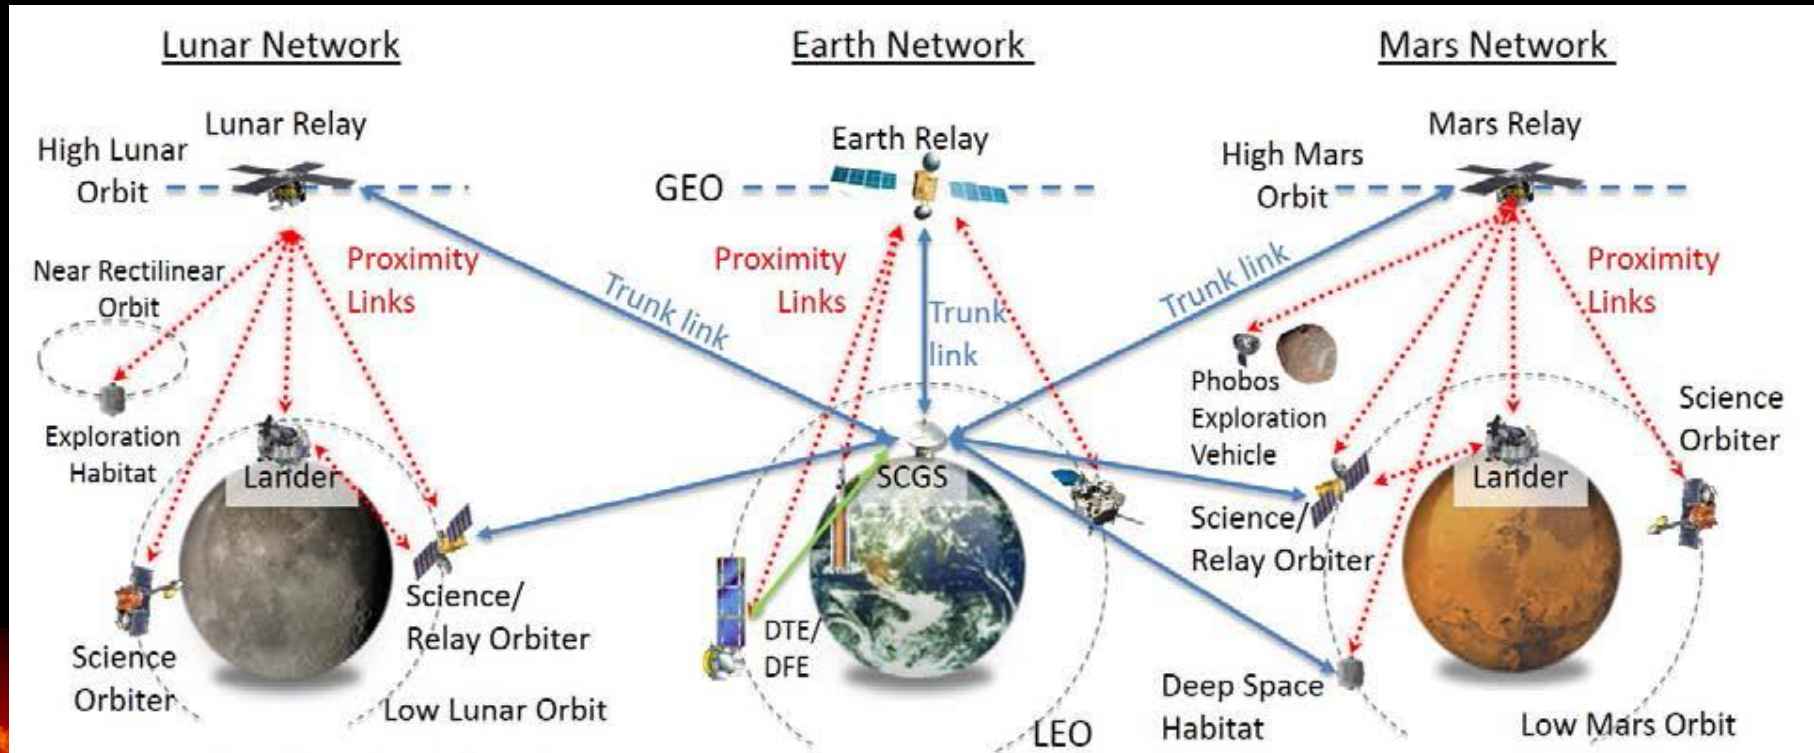 Lunar Network
Earth Network
Mars Network
Lunar Relay
High Lunar
Orbit
Near Rectilinear
Orbit
Proximity
Links
Trunk link
Exploration
Habitat
Lander
Science
Orbiter
Science/
Relay Orbiter
Low Lunar Orbit
Earth Relay
GEO
Proximity
Links
Trunk
link
SCGS
DTE/
DFE
LEO
Mars Relay
High Mars
Orbit
Trunk link
Proximity
Links
Phobos
Exploration
Vehicle
Science
Orbiter
Lander
Science/
Relay Orbiter
Deep Space
Habitat
Low Mars Orbit